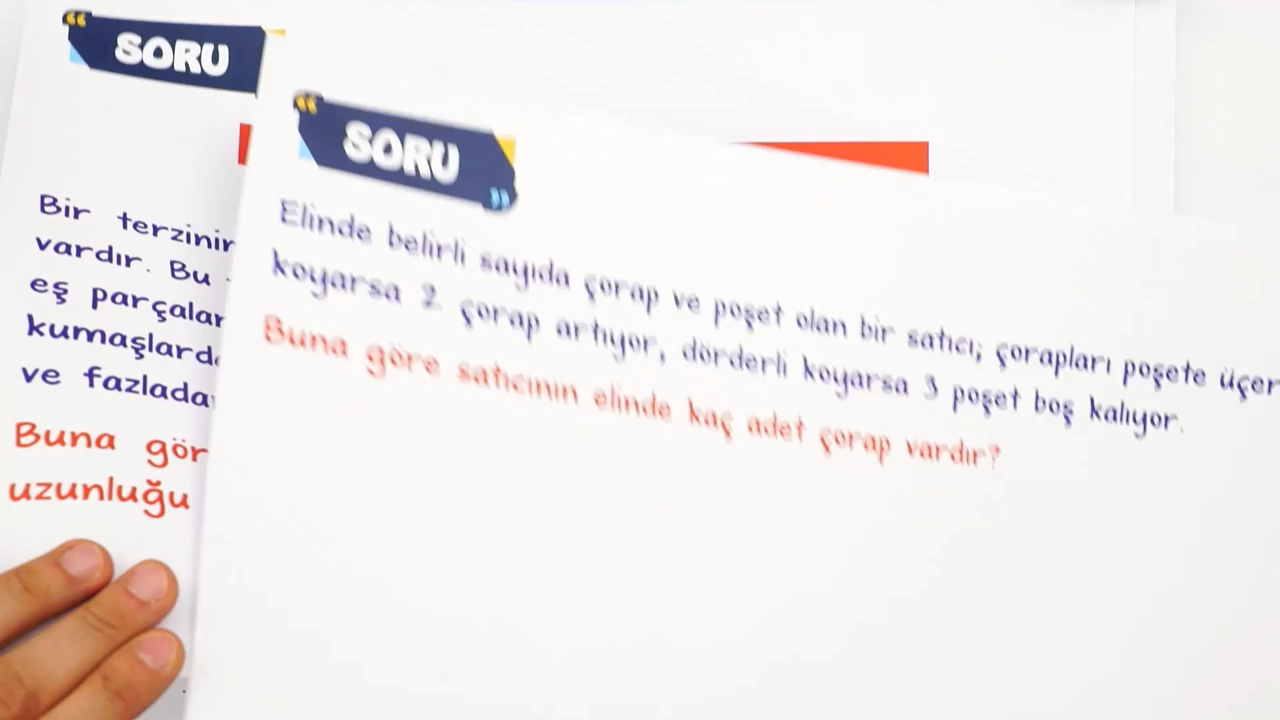 SORU
Bir terzinin
vardır. Bu
eş parçalar
kumaşlard
ve fazlada
Buna gör
uzunluğu
SORU
Elinde belirli sayıda çorap ve poşet olan bir satıcı; çorapları poşete üçer
koyarsa 2 çorap artıyor, dörderli koyarsa 3 poşet boş kalıyor.
Buna göre satıcının elinde kaç adet çorap vardır?